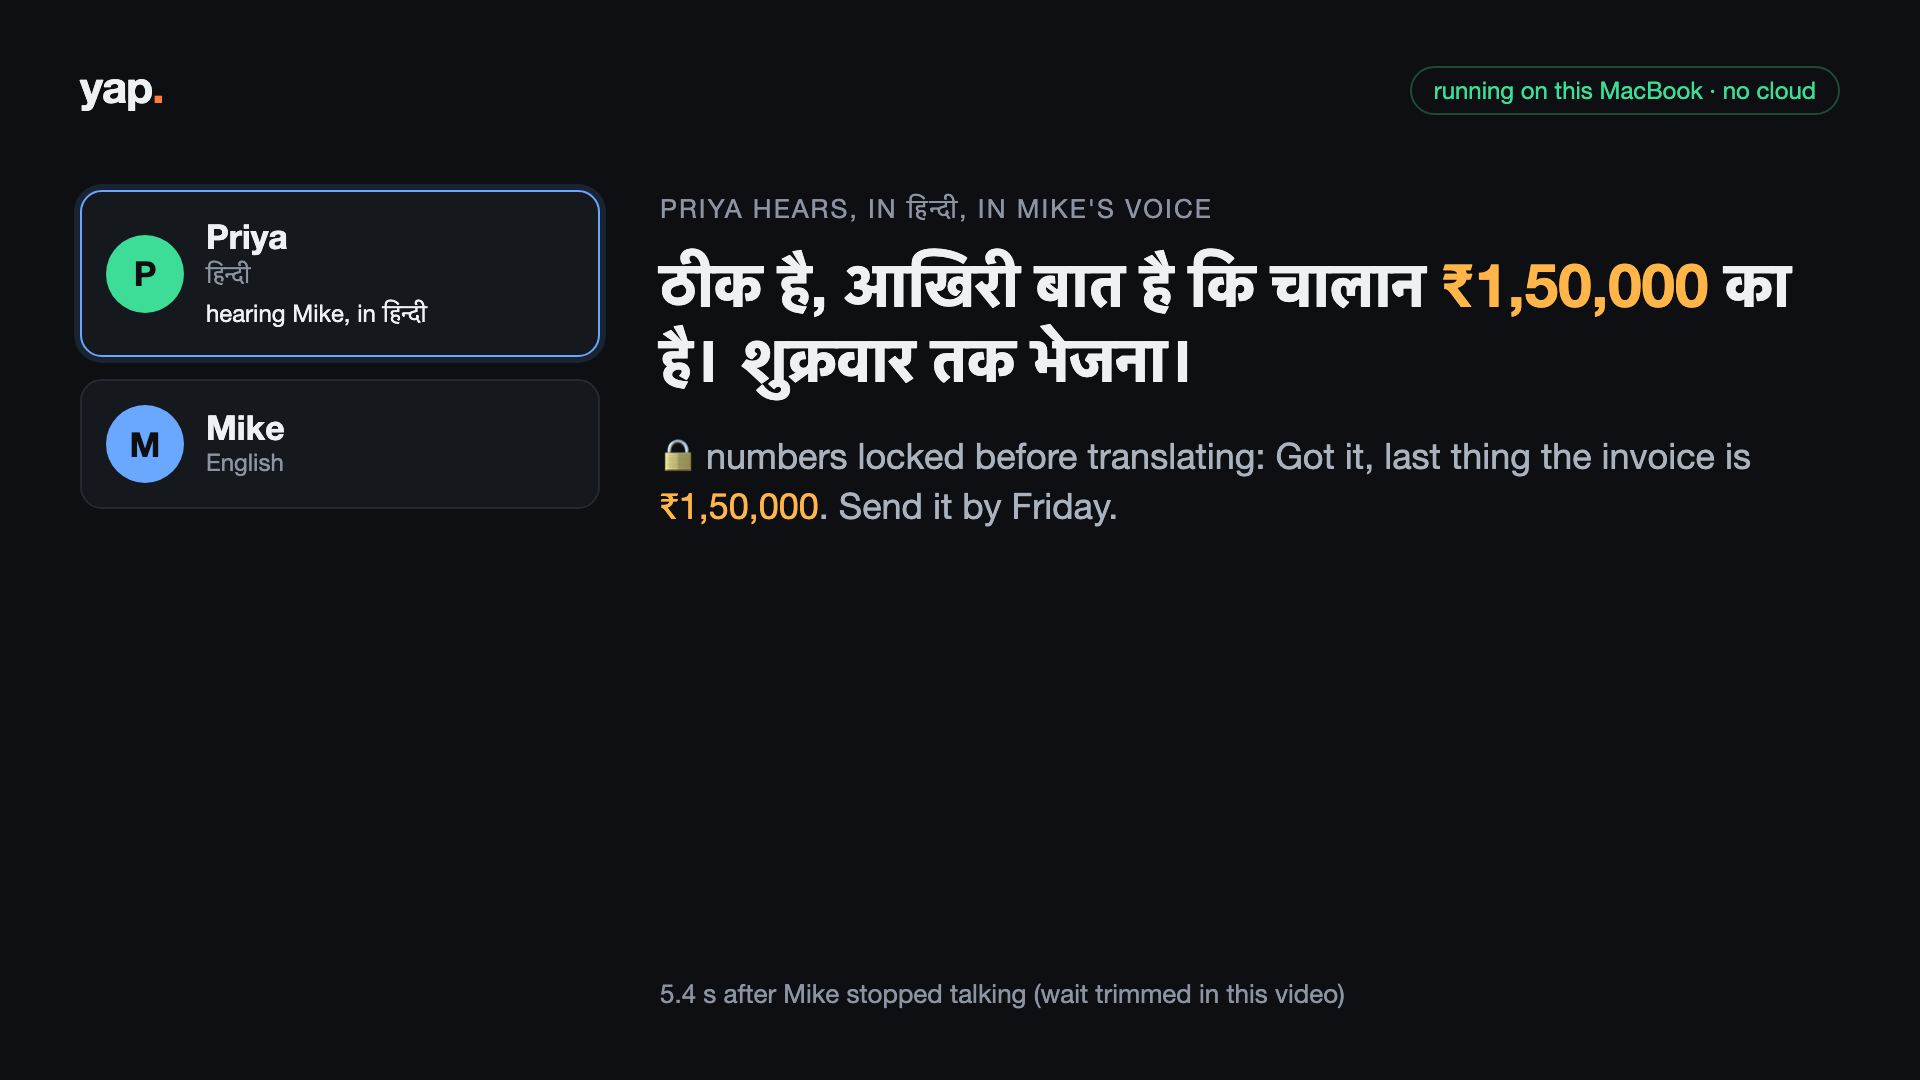 yap.
running on this MacBook · no cloud
P
Priya
हिन्दी
hearing Mike, in हिन्दी
M
Mike
English
PRIYA HEARS, IN हिन्दी, IN MIKE'S VOICE
ठीक है, आखिरी बात है कि चालान ₹1,50,000 का
है। शुक्रवार तक भेजना।
🔒 numbers locked before translating: Got it, last thing the invoice is
₹1,50,000. Send it by Friday.
5.4 s after Mike stopped talking (wait trimmed in this video)